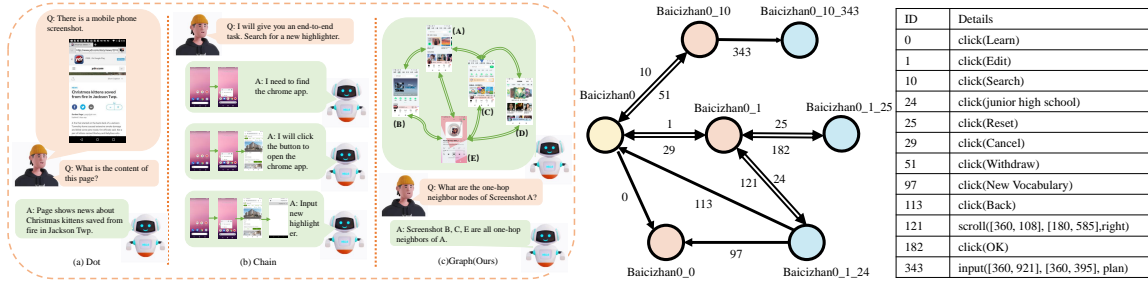 Q: There is a mobile phone
screenshot.
Christmas kittens saved
from fire in Jackson Twp.
Q: What is the content of
this page?
A: Page shows news about
Christmas kittens saved from
fire in Jackson Twp.
(a) Dot
Q: I will give you an end-to-end
task. Search for a new highlighter.
A: I need to find
the chrome app.
A: I will click
the button to
open the
chrome app.
A: Input
new
highlight
er.
(b) Chain
(A)
(B)
(C)
(D)
(E)
Q: What are the one-hop
neighbor nodes of Screenshot A?
A: Screenshot B, C, E are all one-hop
neighbors of A.
(c)Graph(Ours)
Baicizhan0_10
Baicizhan0_10_343
343
10
51
Baicizhan0
Baicizhan0_1
Baicizhan0_1_25
1
29
25
182
24
121
113
0
97
Baicizhan0_0
Baicizhan0_1_24
ID Details
0 click(Learn)
1 click(Edit)
10 click(Search)
24 click(junior high school)
25 click(Reset)
29 click(Cancel)
51 click(Withdraw)
97 click(New Vocabulary)
113 click(Back)
121 scroll([360, 108], [180, 585],right)
182 click(OK)
343 input([360, 921], [360, 395], plan)